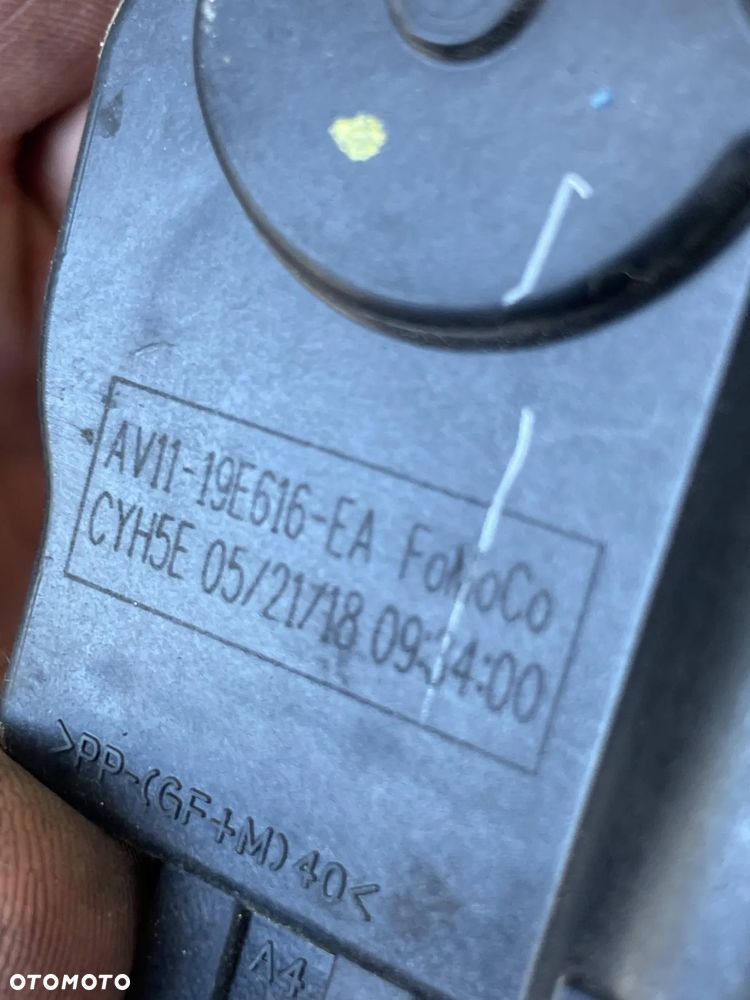 AV11-19E616-EA FoMoCo
CYH5E 05/21/18 09:34:00
>PP-(GF+M)40<
A4
OTOMOTO